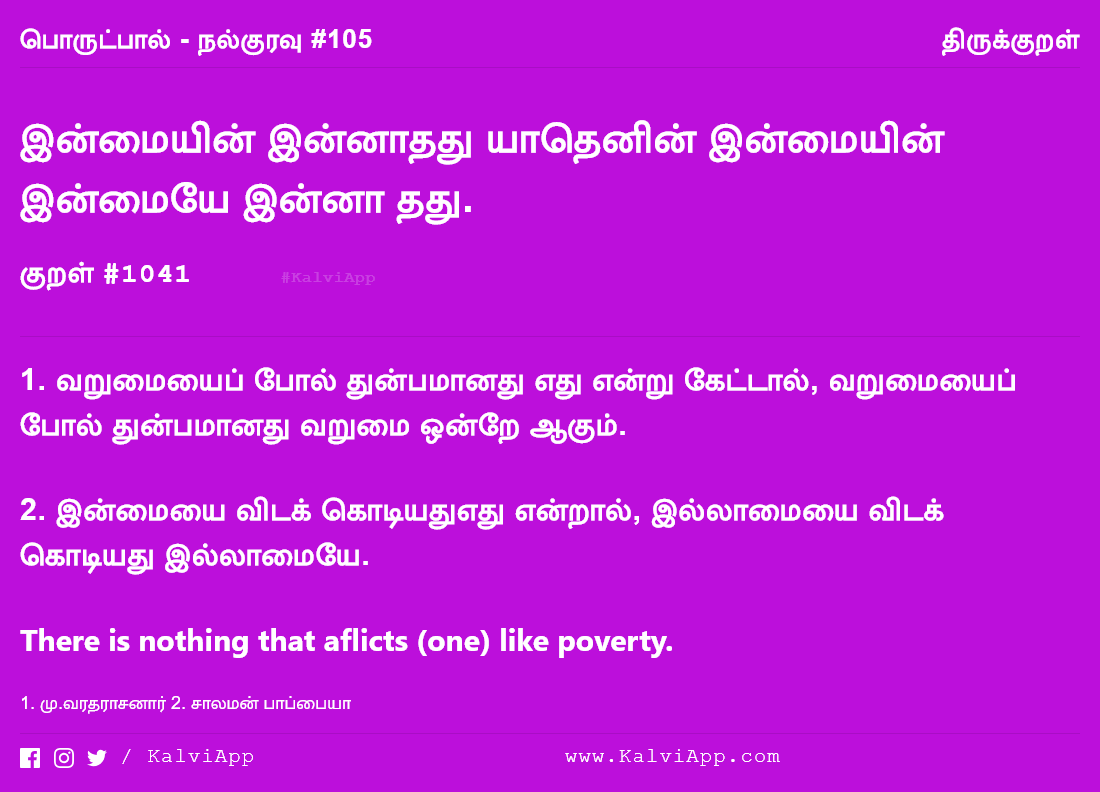 பொருட்பால் - நல்குரவு #105
திருக்குறள்
இன்மையின் இன்னாதது யாதெனின் இன்மையின்
இன்மையே இன்னா தது.
குறள் #1041
#KalviApp
1. வறுமையைப் போல் துன்பமானது எது என்று கேட்டால், வறுமையைப்
போல் துன்பமானது வறுமை ஒன்றே ஆகும்.
2. இன்மையை விடக் கொடியதுஎது என்றால், இல்லாமையை விடக்
கொடியது இல்லாமையே.
There is nothing that aflicts (one) like poverty.
1. மு.வரதராசனார் 2. சாலமன் பாப்பையா
/ KalviApp
www.KalviApp.com